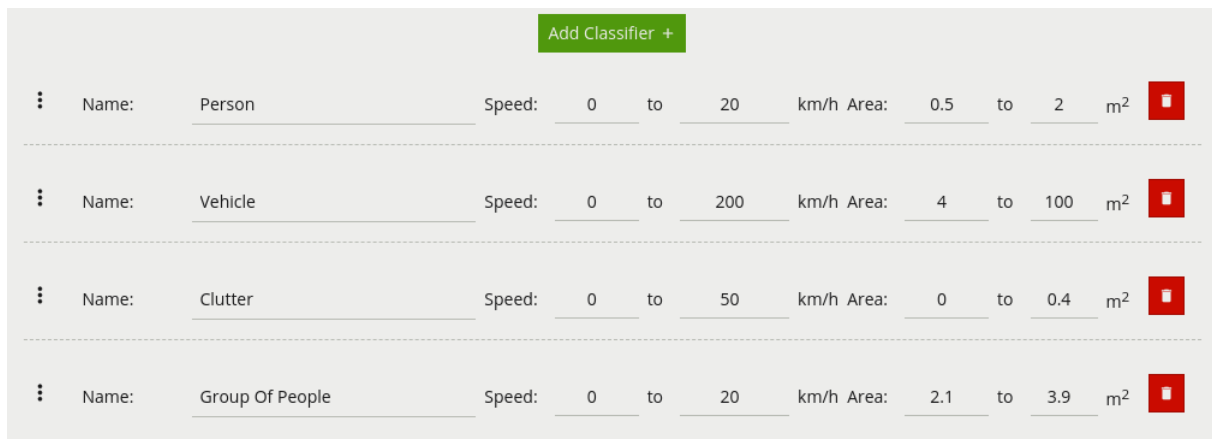 Add Classifier +
Name: Person Speed: 0 to 20 km/h Area: 0.5 to 2 m²
Name: Vehicle Speed: 0 to 200 km/h Area: 4 to 100 m²
Name: Clutter Speed: 0 to 50 km/h Area: 0 to 0.4 m²
Name: Group Of People Speed: 0 to 20 km/h Area: 2.1 to 3.9 m²